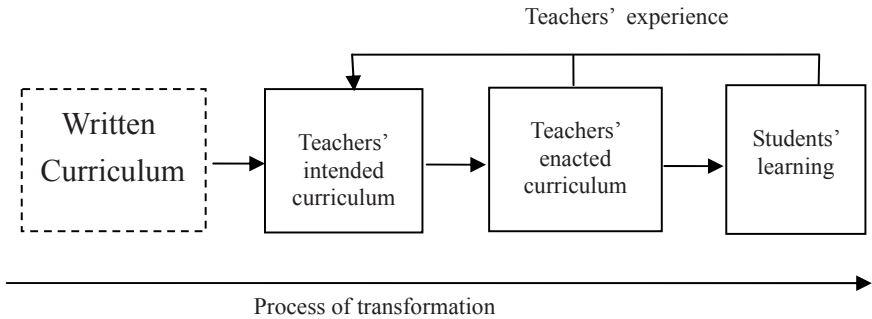 Teachers’ experience
Written
Curriculum
Teachers’
intended
curriculum
Teachers’
enacted
curriculum
Students’
learning
Process of transformation